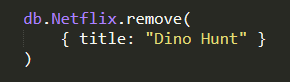 db.Netflix.remove(
    { title: "Dino Hunt" }
)